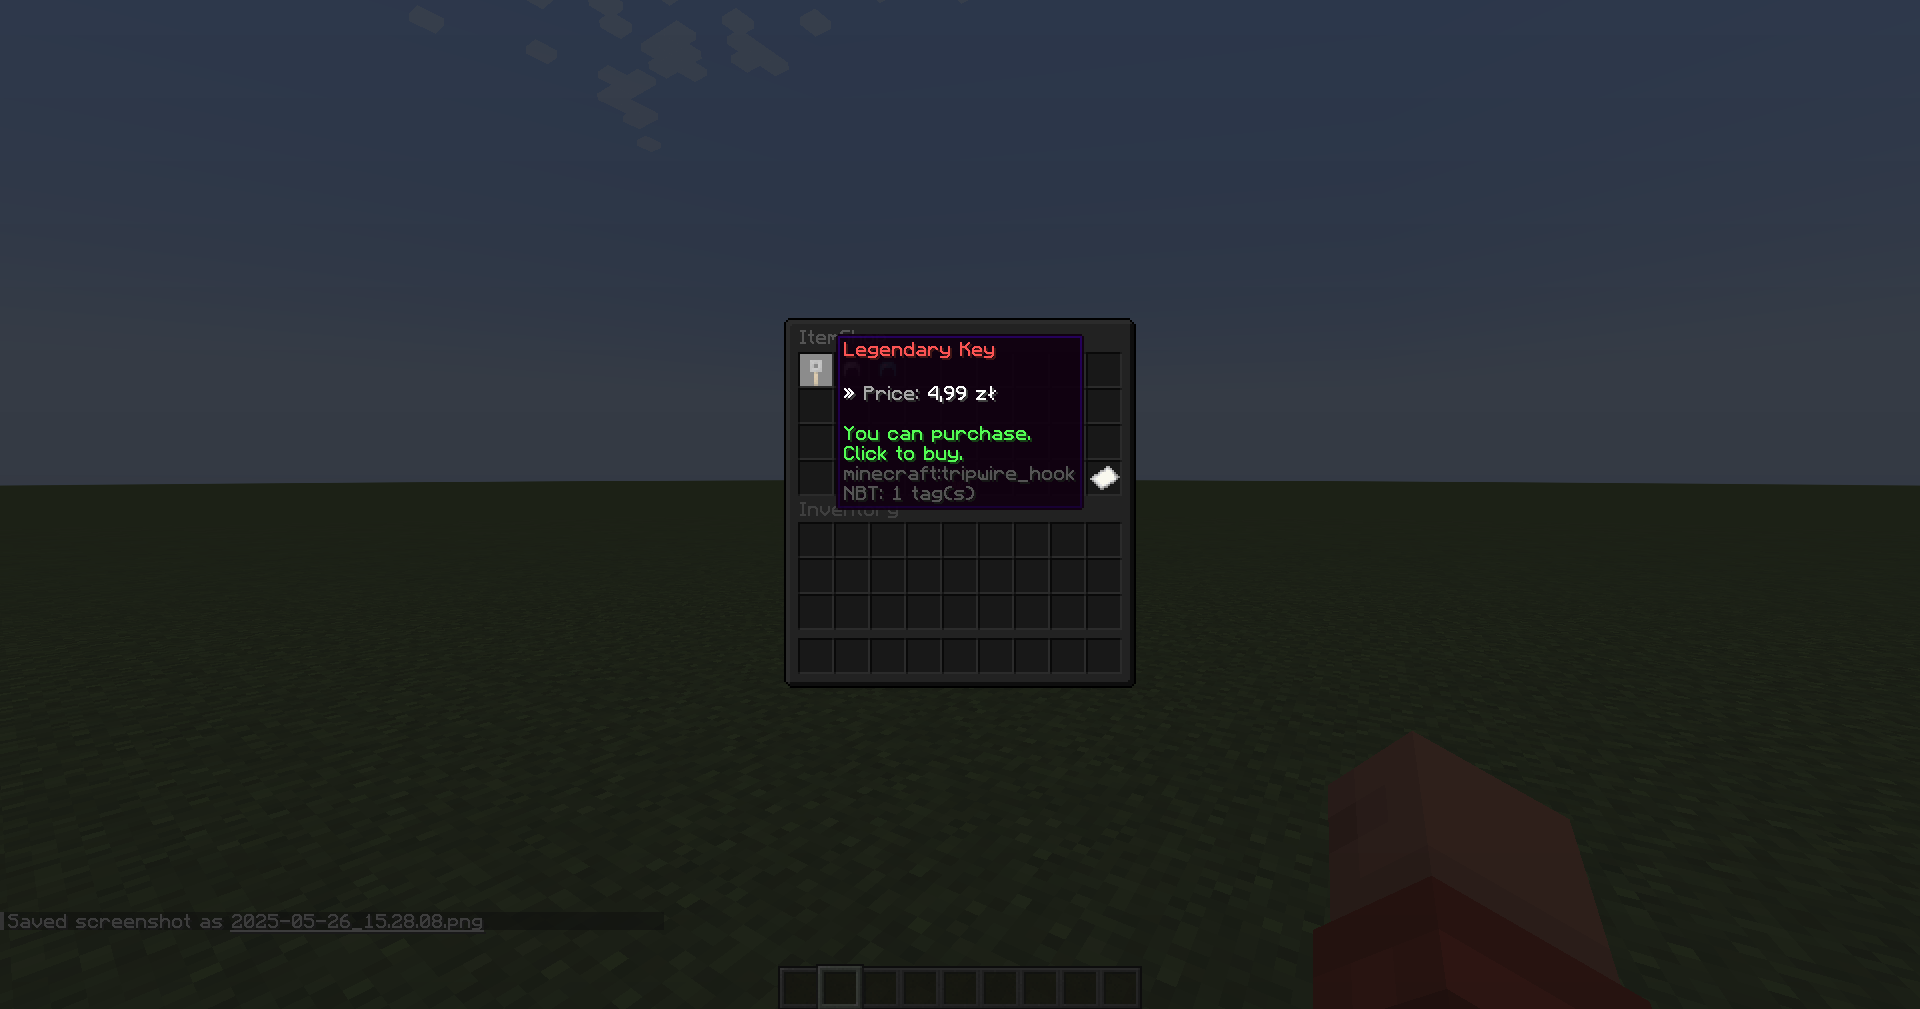 Legendary Key
» Price: 4,99 zł
You can purchase.
Click to buy.
minecraft:tripwire_hook
NBT: 1 tag(s)
Inventory
Saved screenshot as 2025-05-26_15.28.08.png